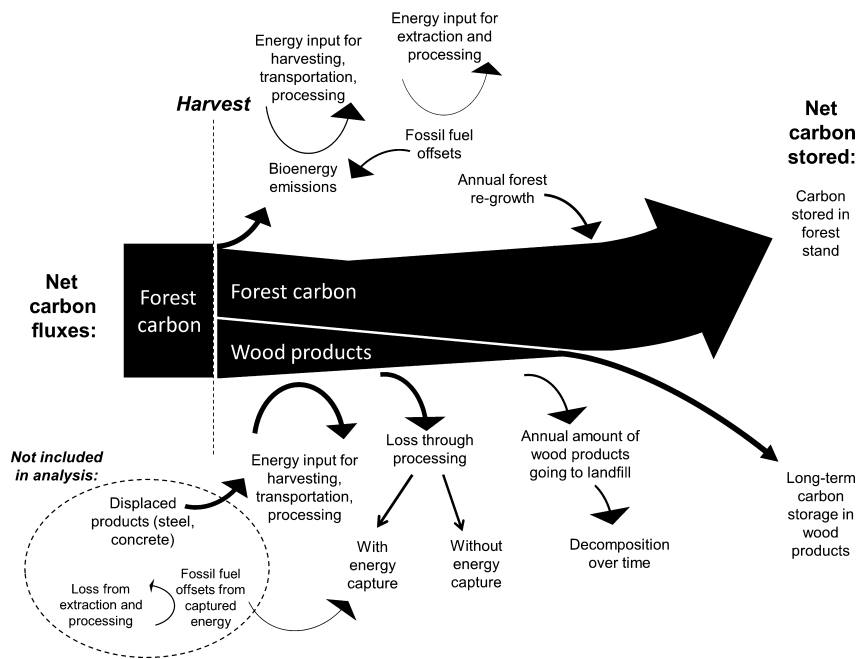 Energy input for
harvesting,
transportation,
processing
Energy input for
extraction and
processing
Harvest
Fossil fuel
offsets
Bioenergy
emissions
Annual forest
re-growth
Net
carbon
stored:
Carbon
stored in
forest
stand
Net
carbon
fluxes:
Forest
carbon
Forest carbon
Wood products
Not included
in analysis:
Displaced
products (steel,
concrete)
Energy input for
harvesting,
transportation,
processing
Loss through
processing
Annual amount of
wood products
going to landfill
Long-term
carbon
storage in
wood
products
With
energy
capture
Without
energy
capture
Decomposition
over time
Loss from
extraction and
processing
Fossil fuel
offsets from
captured
energy